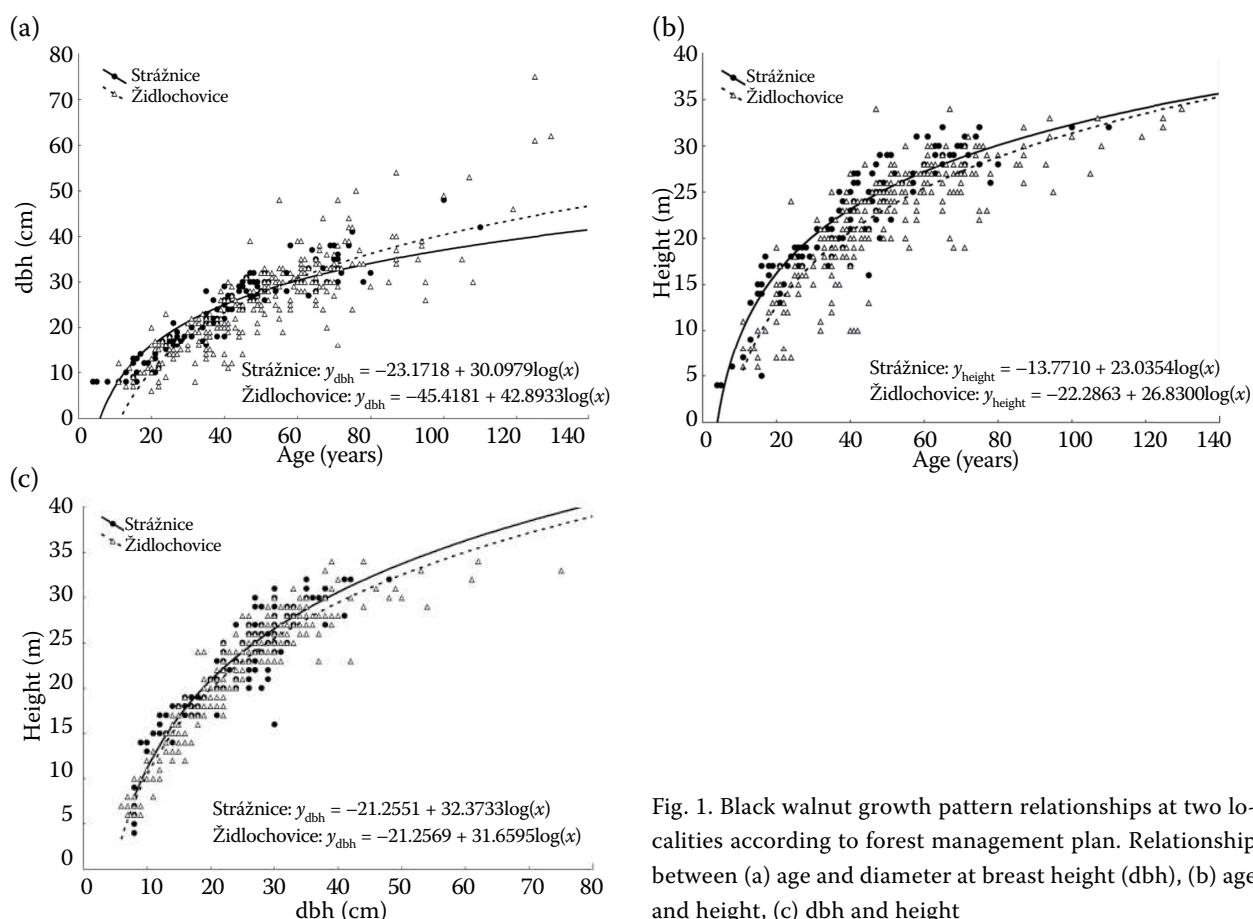 (a)
80
70
60
50
40
30
20
10
0
dbh (cm)
Strážnice
Židlochovice
Strážnice: y_dbh = –23.1718 + 30.0979log(x)
Židlochovice: y_dbh = –45.4181 + 42.8933log(x)
0 20 40 60 80 100 120 140
Age (years)
(b)
40
35
30
25
20
15
10
5
0
Height (m)
Strážnice
Židlochovice
Strážnice: y_height = –13.7710 + 23.0354log(x)
Židlochovice: y_height = –22.2863 + 26.8300log(x)
0 20 40 60 80 100 120 140
Age (years)
(c)
40
35
30
25
20
15
10
5
0
Height (m)
Strážnice
Židlochovice
Strážnice: y_dbh = –21.2551 + 32.3733log(x)
Židlochovice: y_dbh = –21.2569 + 31.6595log(x)
0 10 20 30 40 50 60 70 80
dbh (cm)
Fig. 1. Black walnut growth pattern relationships at two lo-
calities according to forest management plan. Relationship
between (a) age and diameter at breast height (dbh), (b) age
and height, (c) dbh and height